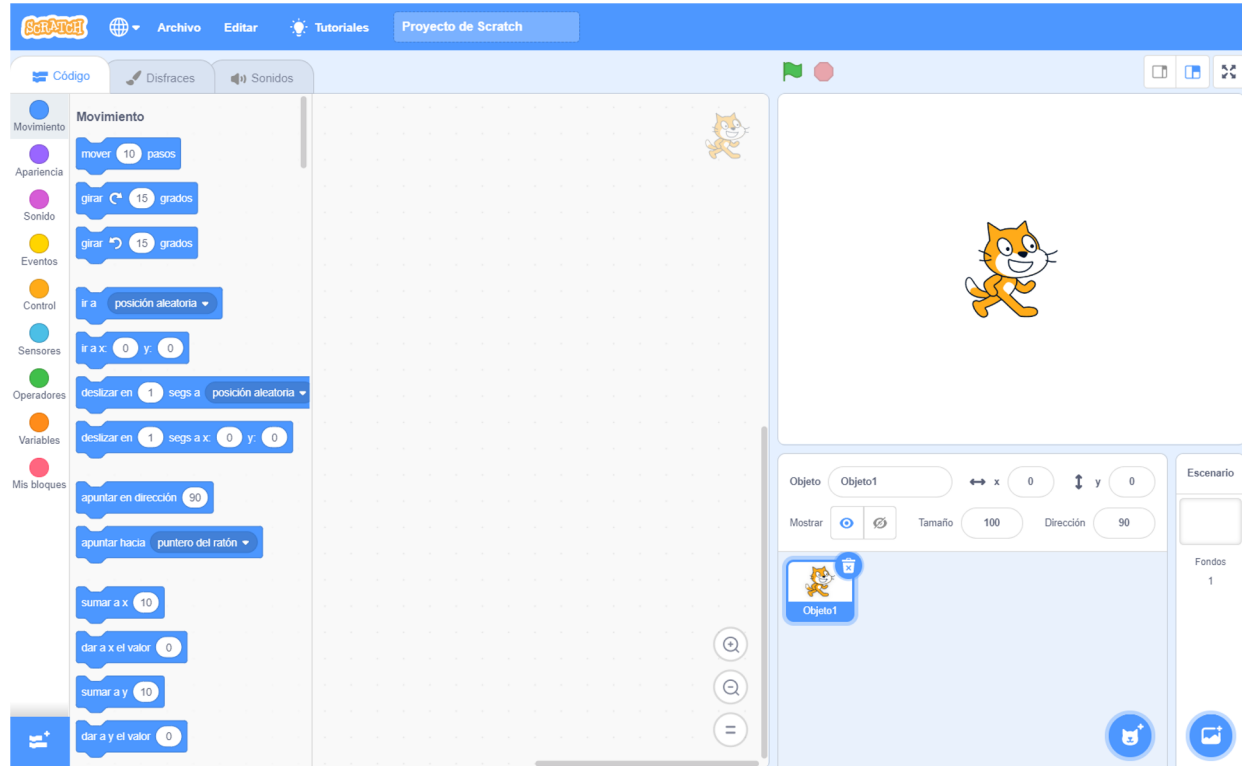 SCRATCH Archivo Editar Tutoriales Proyecto de Scratch
Código Disfraces Sonidos
Movimiento
Apariencia
Sonido
Eventos
Control
Sensores
Operadores
Variables
Mis bloques
Movimiento
mover 10 pasos
girar 15 grados
girar 15 grados
ir a posición aleatoria
ir a x: 0 y: 0
deslizar en 1 segs a posición aleatoria
deslizar en 1 segs a x: 0 y: 0
apuntar en dirección 90
apuntar hacia puntero del ratón
sumar a x 10
dar a x el valor 0
sumar a y 10
dar a y el valor 0
Objeto Objeto1 x 0 y 0
Mostrar Tamaño 100 Dirección 90
Objeto1
Escenario
Fondos
1